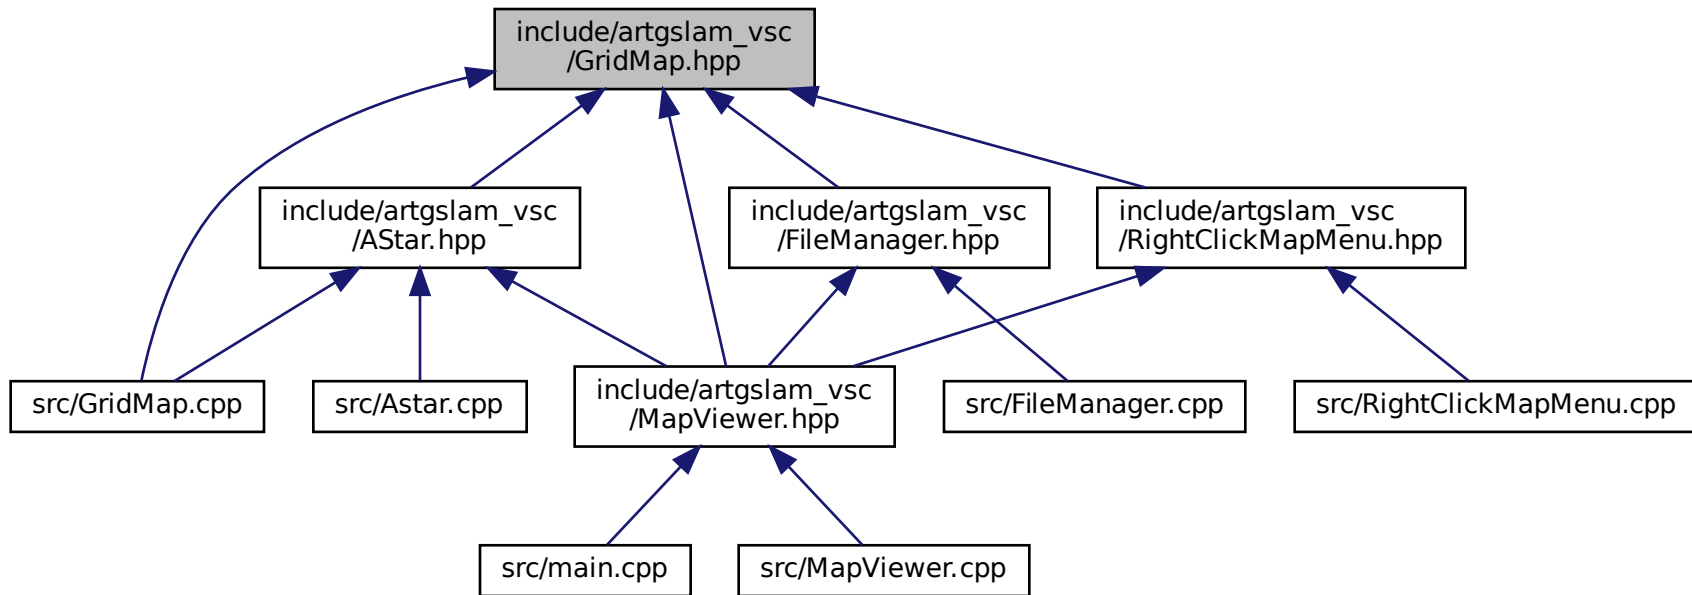 include/artgslam_vsc
/GridMap.hpp
include/artgslam_vsc
/AStar.hpp
include/artgslam_vsc
/FileManager.hpp
include/artgslam_vsc
/RightClickMapMenu.hpp
src/GridMap.cpp
src/Astar.cpp
include/artgslam_vsc
/MapViewer.hpp
src/FileManager.cpp
src/RightClickMapMenu.cpp
src/main.cpp
src/MapViewer.cpp